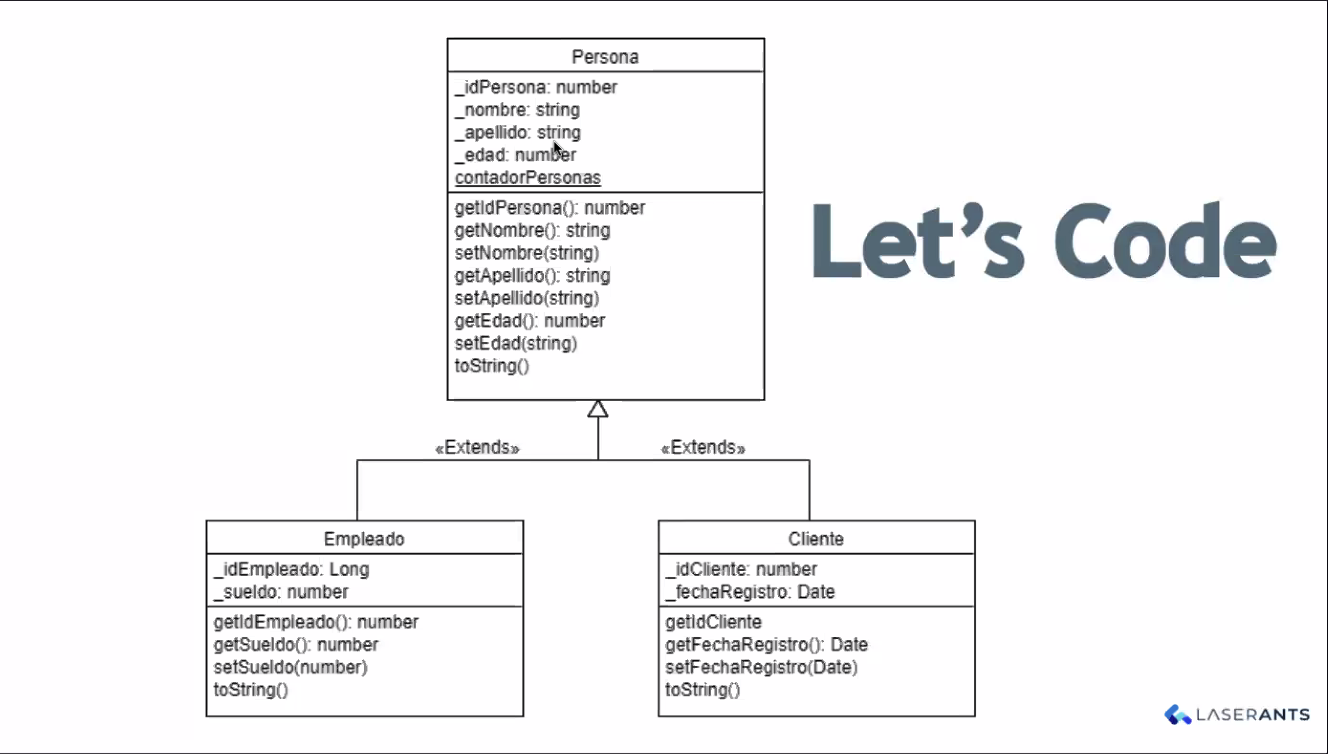 Persona
_idPersona: number
_nombre: string
_apellido: string
_edad: number
contadorPersonas
getIdPersona(): number
getNombre(): string
setNombre(string)
getApellido(): string
setApellido(string)
getEdad(): number
setEdad(string)
toString()
Let's Code
«Extends»
«Extends»
Empleado
_idEmpleado: Long
_sueldo: number
getIdEmpleado(): number
getSueldo(): number
setSueldo(number)
toString()
Cliente
_idCliente: number
_fechaRegistro: Date
getIdCliente
getFechaRegistro(): Date
setFechaRegistro(Date)
toString()
LASERANTS